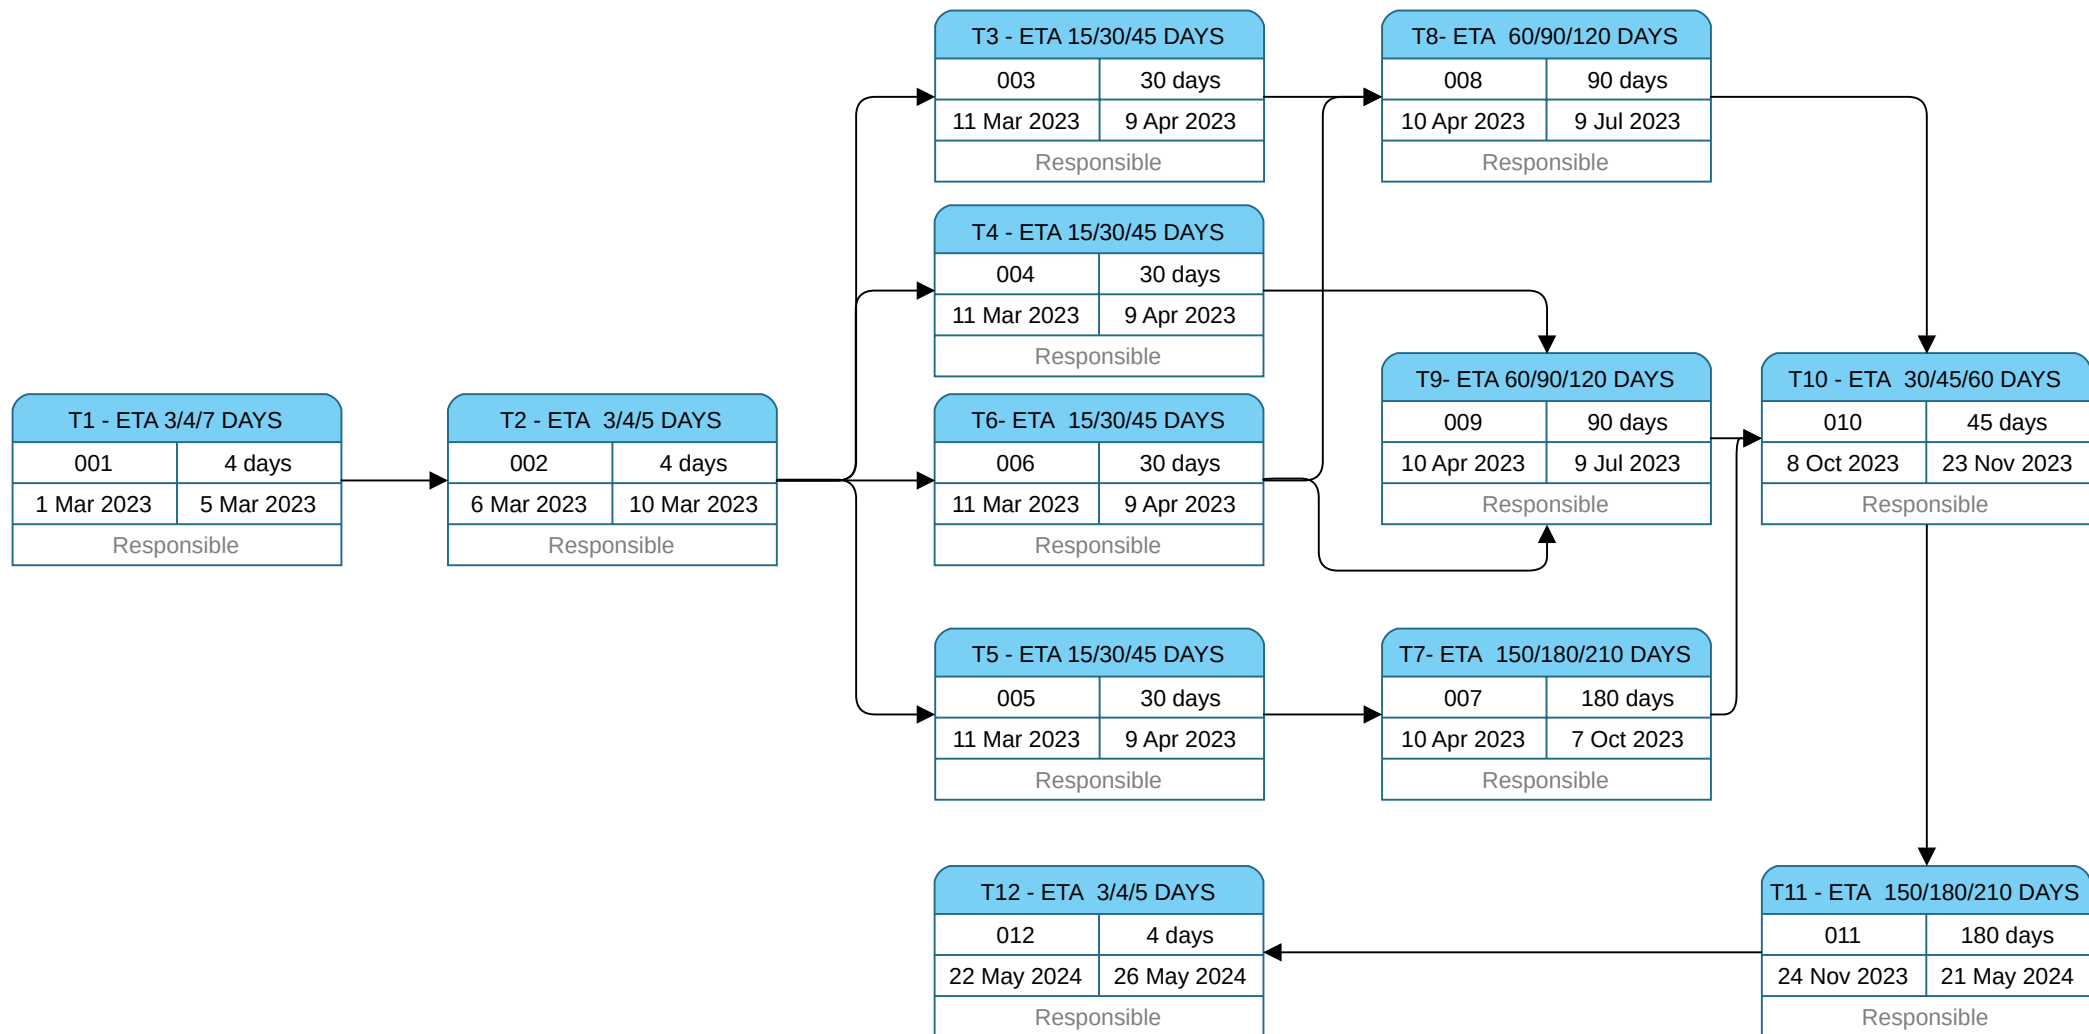 T3 - ETA 15/30/45 DAYS
003 30 days
11 Mar 2023 9 Apr 2023
Responsible
T8- ETA  60/90/120 DAYS
008 90 days
10 Apr 2023 9 Jul 2023
Responsible
T4 - ETA 15/30/45 DAYS
004 30 days
11 Mar 2023 9 Apr 2023
Responsible
T9- ETA 60/90/120 DAYS
009 90 days
10 Apr 2023 9 Jul 2023
Responsible
T10 - ETA  30/45/60 DAYS
010 45 days
8 Oct 2023 23 Nov 2023
Responsible
T1 - ETA 3/4/7 DAYS
001 4 days
1 Mar 2023 5 Mar 2023
Responsible
T2 - ETA  3/4/5 DAYS
002 4 days
6 Mar 2023 10 Mar 2023
Responsible
T6- ETA  15/30/45 DAYS
006 30 days
11 Mar 2023 9 Apr 2023
Responsible
T5 - ETA 15/30/45 DAYS
005 30 days
11 Mar 2023 9 Apr 2023
Responsible
T7- ETA  150/180/210 DAYS
007 180 days
10 Apr 2023 7 Oct 2023
Responsible
T12 - ETA  3/4/5 DAYS
012 4 days
22 May 2024 26 May 2024
Responsible
T11 - ETA  150/180/210 DAYS
011 180 days
24 Nov 2023 21 May 2024
Responsible